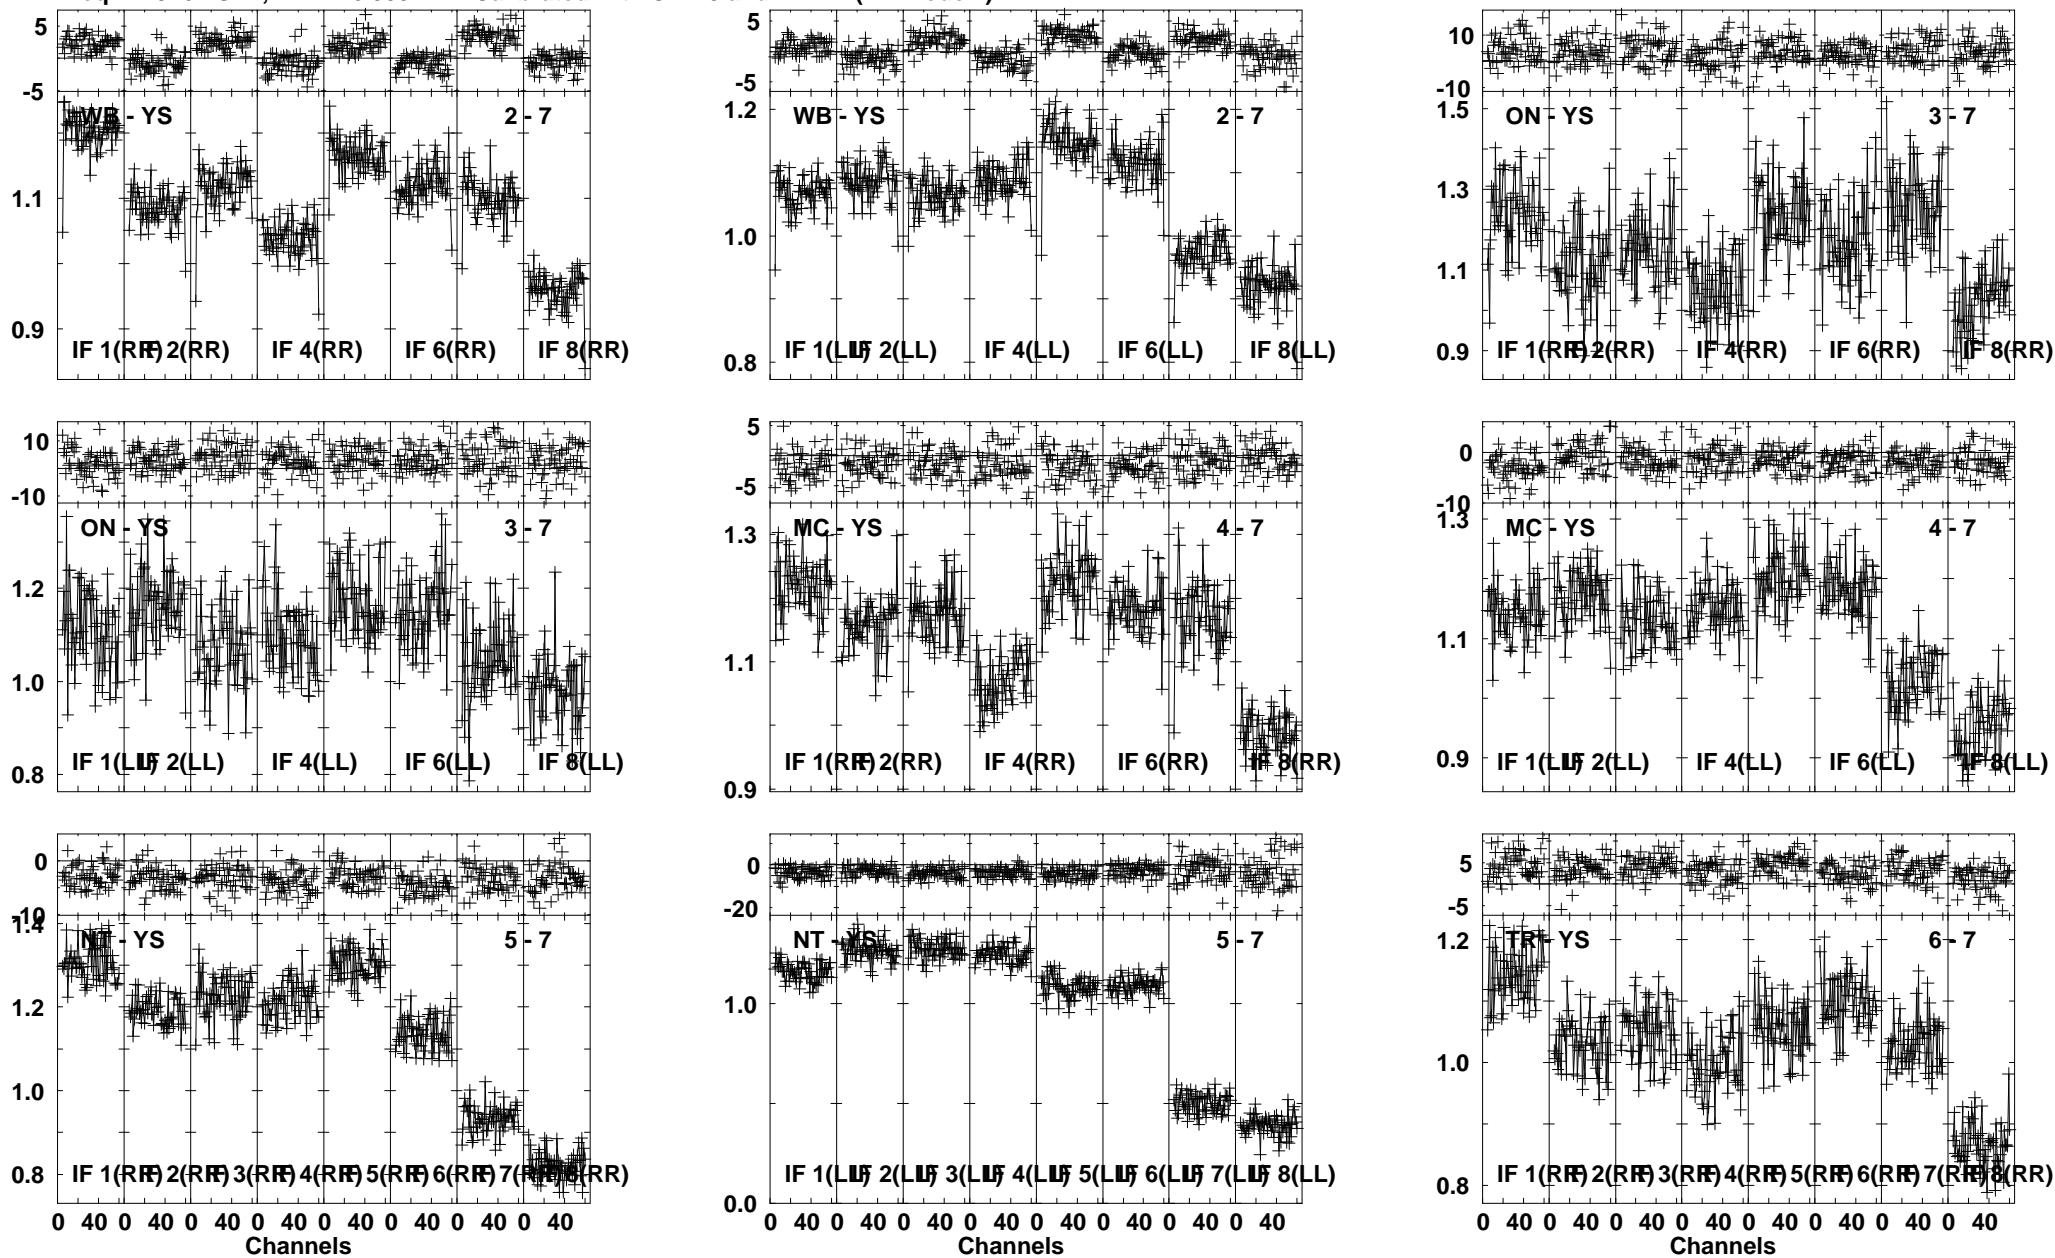 5
-5
WB - YS 2 - 7
1.1
0.9
IF 1(RR) IF 2(RR) IF 4(RR) IF 6(RR) IF 8(RR)
5
-5
1.2
WB - YS 2 - 7
1.0
0.8
IF 1(LL) IF 2(LL) IF 4(LL) IF 6(LL) IF 8(LL)
10
-10
1.5
ON - YS 3 - 7
1.3
1.1
0.9
IF 1(RR) IF 2(RR) IF 4(RR) IF 6(RR) IF 8(RR)
10
-10
ON - YS 3 - 7
1.2
1.0
0.8
IF 1(LL) IF 2(LL) IF 4(LL) IF 6(LL) IF 8(LL)
5
-5
MC - YS 4 - 7
1.3
1.1
0.9
IF 1(RR) IF 2(RR) IF 4(RR) IF 6(RR) IF 8(RR)
0
-10
1.3
MC - YS 4 - 7
1.1
0.9
IF 1(LL) IF 2(LL) IF 4(LL) IF 6(LL) IF 8(LL)
0
-10
1.4
NT - YS 5 - 7
1.2
1.0
0.8
IF 1(RR) IF 2(RR) IF 3(RR) IF 4(RR) IF 5(RR) IF 6(RR) IF 7(RR) IF 8(RR)
0 40 0 40 0 40 0 40 0 40 0 40 0 40 0 40
Channels
0
-20
NT - YS 5 - 7
1.0
0.0
IF 1(LL) IF 2(LL) IF 3(LL) IF 4(LL) IF 5(LL) IF 6(LL) IF 7(LL) IF 8(LL)
0 40 0 40 0 40 0 40 0 40 0 40 0 40 0 40
Channels
5
-5
TR - YS 6 - 7
1.2
1.0
0.8
IF 1(RR) IF 2(RR) IF 3(RR) IF 4(RR) IF 5(RR) IF 6(RR) IF 7(RR) IF 8(RR)
0 40 0 40 0 40 0 40 0 40 0 40 0 40 0 40
Channels